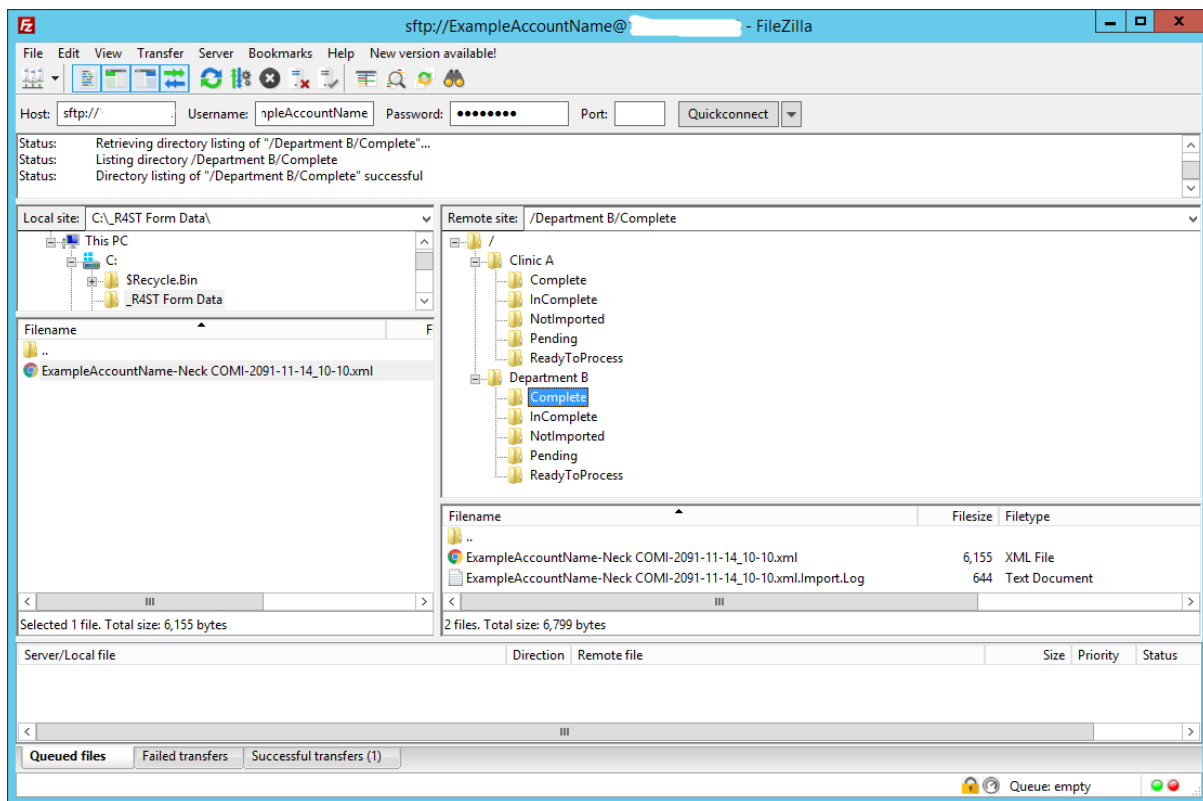 Fz sftp://ExampleAccountName@ - FileZilla
File Edit View Transfer Server Bookmarks Help New version available!
Host: sftp:// Username: npleAccountName Password: ●●●●●●●● Port: Quickconnect
Status: Retrieving directory listing of "/Department B/Complete"...
Status: Listing directory /Department B/Complete
Status: Directory listing of "/Department B/Complete" successful
Local site: C:\_R4ST Form Data\
This PC
C:
$Recycle.Bin
_R4ST Form Data
Filename F
..
ExampleAccountName-Neck COMI-2091-11-14_10-10.xml
Selected 1 file. Total size: 6,155 bytes
Remote site: /Department B/Complete
/
Clinic A
Complete
InComplete
NotImported
Pending
ReadyToProcess
Department B
Complete
InComplete
NotImported
Pending
ReadyToProcess
Filename Filesize Filetype
..
ExampleAccountName-Neck COMI-2091-11-14_10-10.xml 6,155 XML File
ExampleAccountName-Neck COMI-2091-11-14_10-10.xml.Import.Log 644 Text Document
2 files. Total size: 6,799 bytes
Server/Local file Direction Remote file Size Priority Status
Queued files Failed transfers Successful transfers (1)
Queue: empty